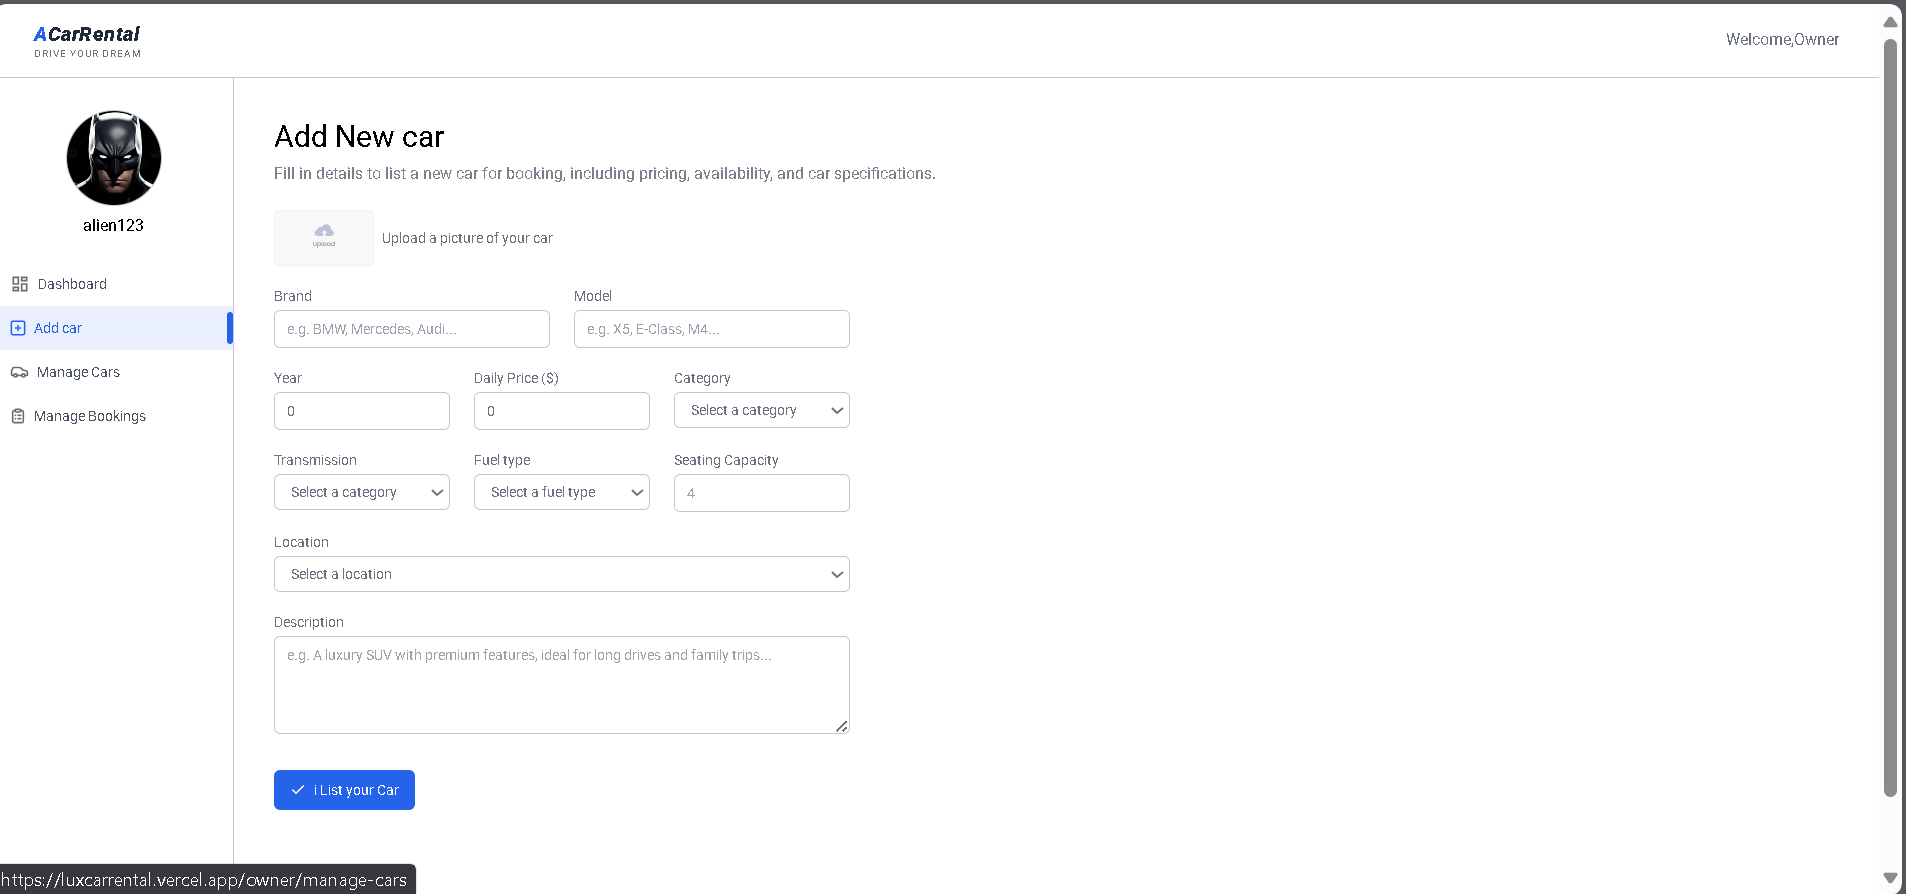 ACarRental
DRIVE YOUR DREAM
Welcome,Owner
alien123
Dashboard
Add car
Manage Cars
Manage Bookings
Add New car
Fill in details to list a new car for booking, including pricing, availability, and car specifications.
Upload
Upload a picture of your car
Brand
Model
e.g. BMW, Mercedes, Audi...
e.g. X5, E-Class, M4...
Year
Daily Price ($)
Category
0
0
Select a category
Transmission
Fuel type
Seating Capacity
Select a category
Select a fuel type
4
Location
Select a location
Description
e.g. A luxury SUV with premium features, ideal for long drives and family trips...
i List your Car
https://luxcarrental.vercel.app/owner/manage-cars